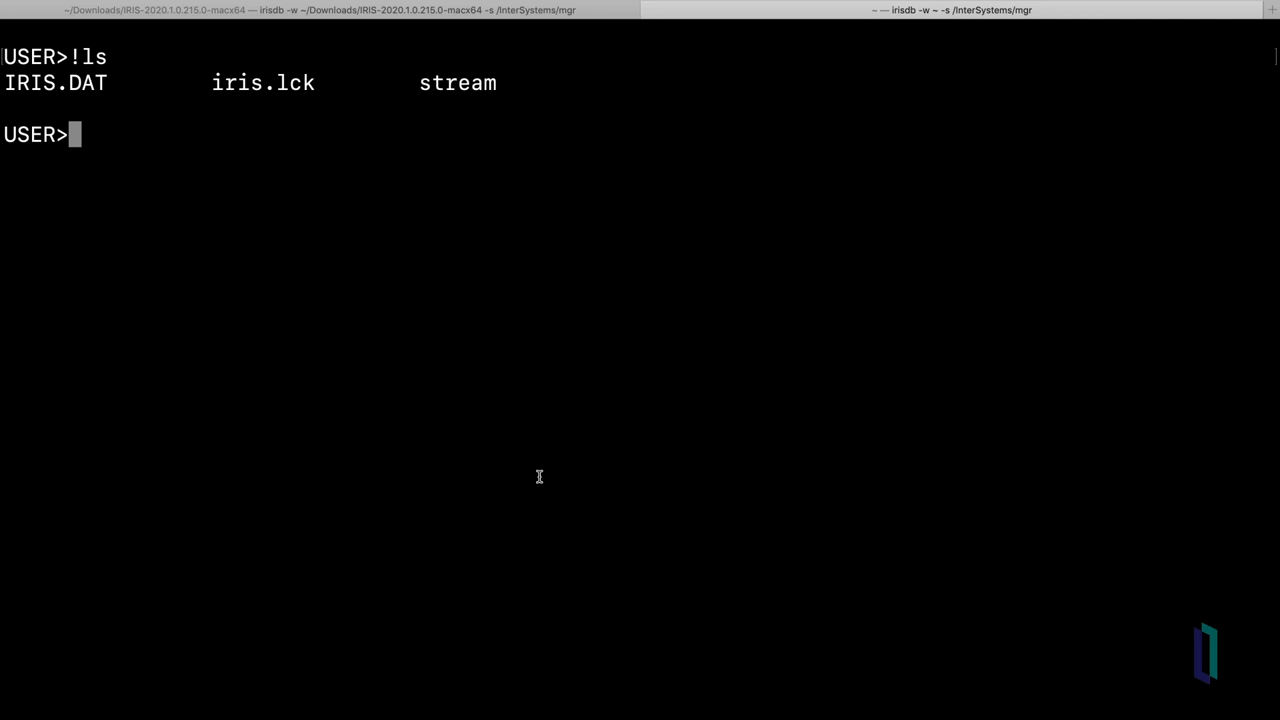 ~/Downloads/IRIS-2020.1.0.215.0-macx64 — irisdb -w ~/Downloads/IRIS-2020.1.0.215.0-macx64 -s /InterSystems/mgr
~ — irisdb -w ~ -s /InterSystems/mgr
USER>!ls
IRIS.DAT iris.lck stream
USER>